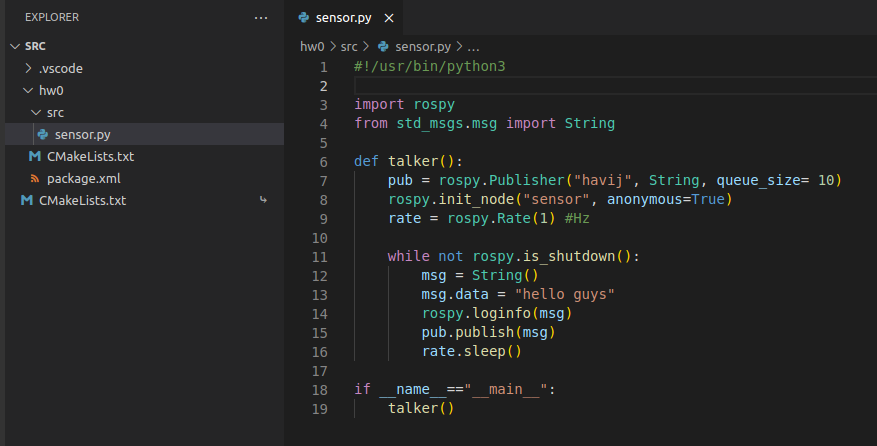 EXPLORER
...
SRC
.vscode
hw0
src
sensor.py
CMakeLists.txt
package.xml
CMakeLists.txt
sensor.py
hw0 > src > sensor.py > ...
1 #!/usr/bin/python3
2
3 import rospy
4 from std_msgs.msg import String
5
6 def talker():
7     pub = rospy.Publisher("havij", String, queue_size= 10)
8     rospy.init_node("sensor", anonymous=True)
9     rate = rospy.Rate(1) #Hz
10
11     while not rospy.is_shutdown():
12         msg = String()
13         msg.data = "hello guys"
14         rospy.loginfo(msg)
15         pub.publish(msg)
16         rate.sleep()
17
18 if __name__=="__main__":
19     talker()